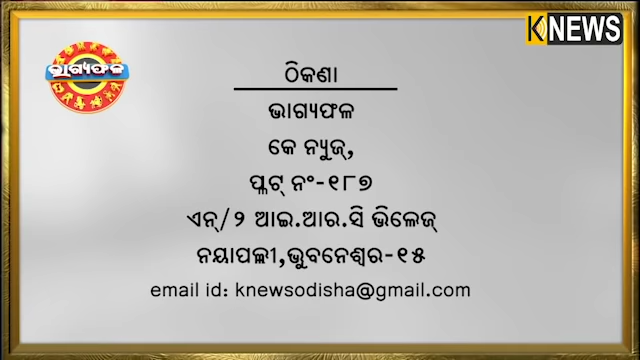 K NEWS
ଭାଗ୍ୟଫଳ
ଠିକଣା
ଭାଗ୍ୟଫଳ
କେ ନ୍ୟୁଜ୍,
ପ୍ଲଟ୍ ନଂ-୧୮୭
ଏନ୍/୨ ଆଇ.ଆର.ସି ଭିଲେଜ୍
ନୟାପଲ୍ଲୀ,ଭୁବନେଶ୍ୱର-୧୫
email id: knewsodisha@gmail.com